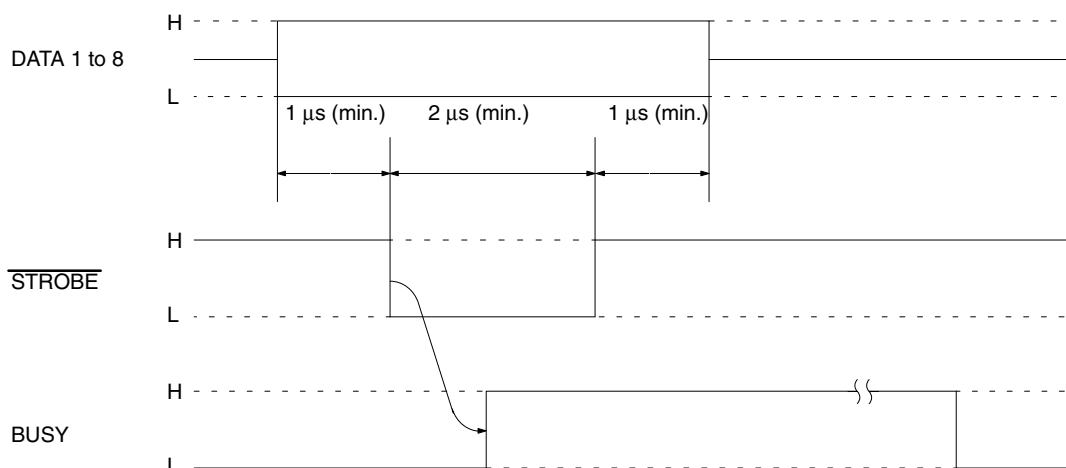 H
DATA 1 to 8
L
1 μs (min.) 2 μs (min.) 1 μs (min.)
H
STROBE
L
H
BUSY
L